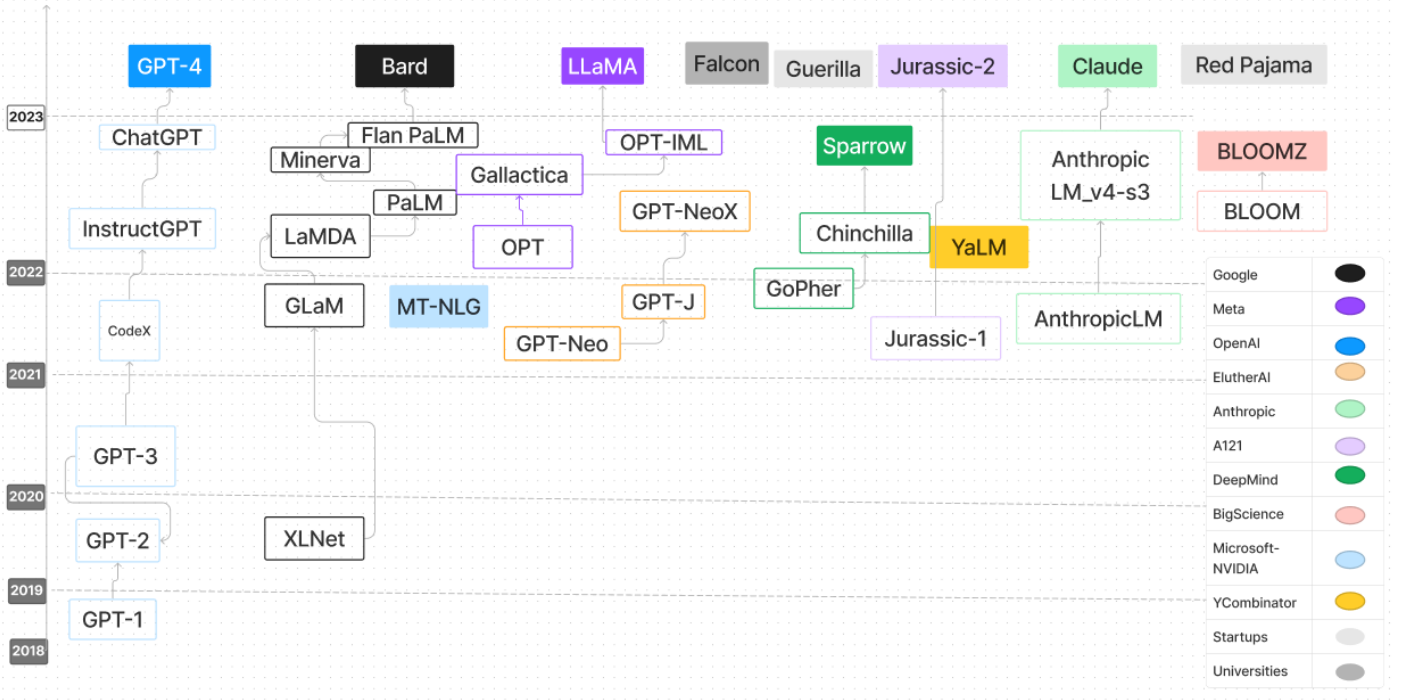 GPT-4
Bard
LLaMA
Falcon
Guerilla
Jurassic-2
Claude
Red Pajama
2023
ChatGPT
Flan PaLM
Minerva
OPT-IML
Sparrow
Anthropic
LM_v4-s3
BLOOMZ
Gallactica
PaLM
InstructGPT
LaMDA
OPT
GPT-NeoX
Chinchilla
YaLM
BLOOM
2022
CodeX
GLaM
MT-NLG
GPT-J
GPT-Neo
GoPher
Jurassic-1
AnthropicLM
2021
GPT-3
2020
GPT-2
XLNet
2019
GPT-1
2018
Google
Meta
OpenAI
ElutherAI
Anthropic
A121
DeepMind
BigScience
Microsoft-
NVIDIA
YCombinator
Startups
Universities